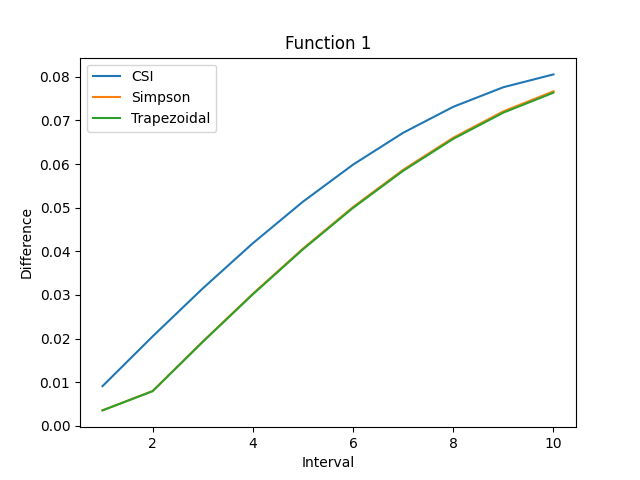 Function 1
CSI
Simpson
Trapezoidal
0.08
0.07
0.06
0.05
0.04
0.03
0.02
0.01
0.00
Difference
2 4 6 8 10
Interval